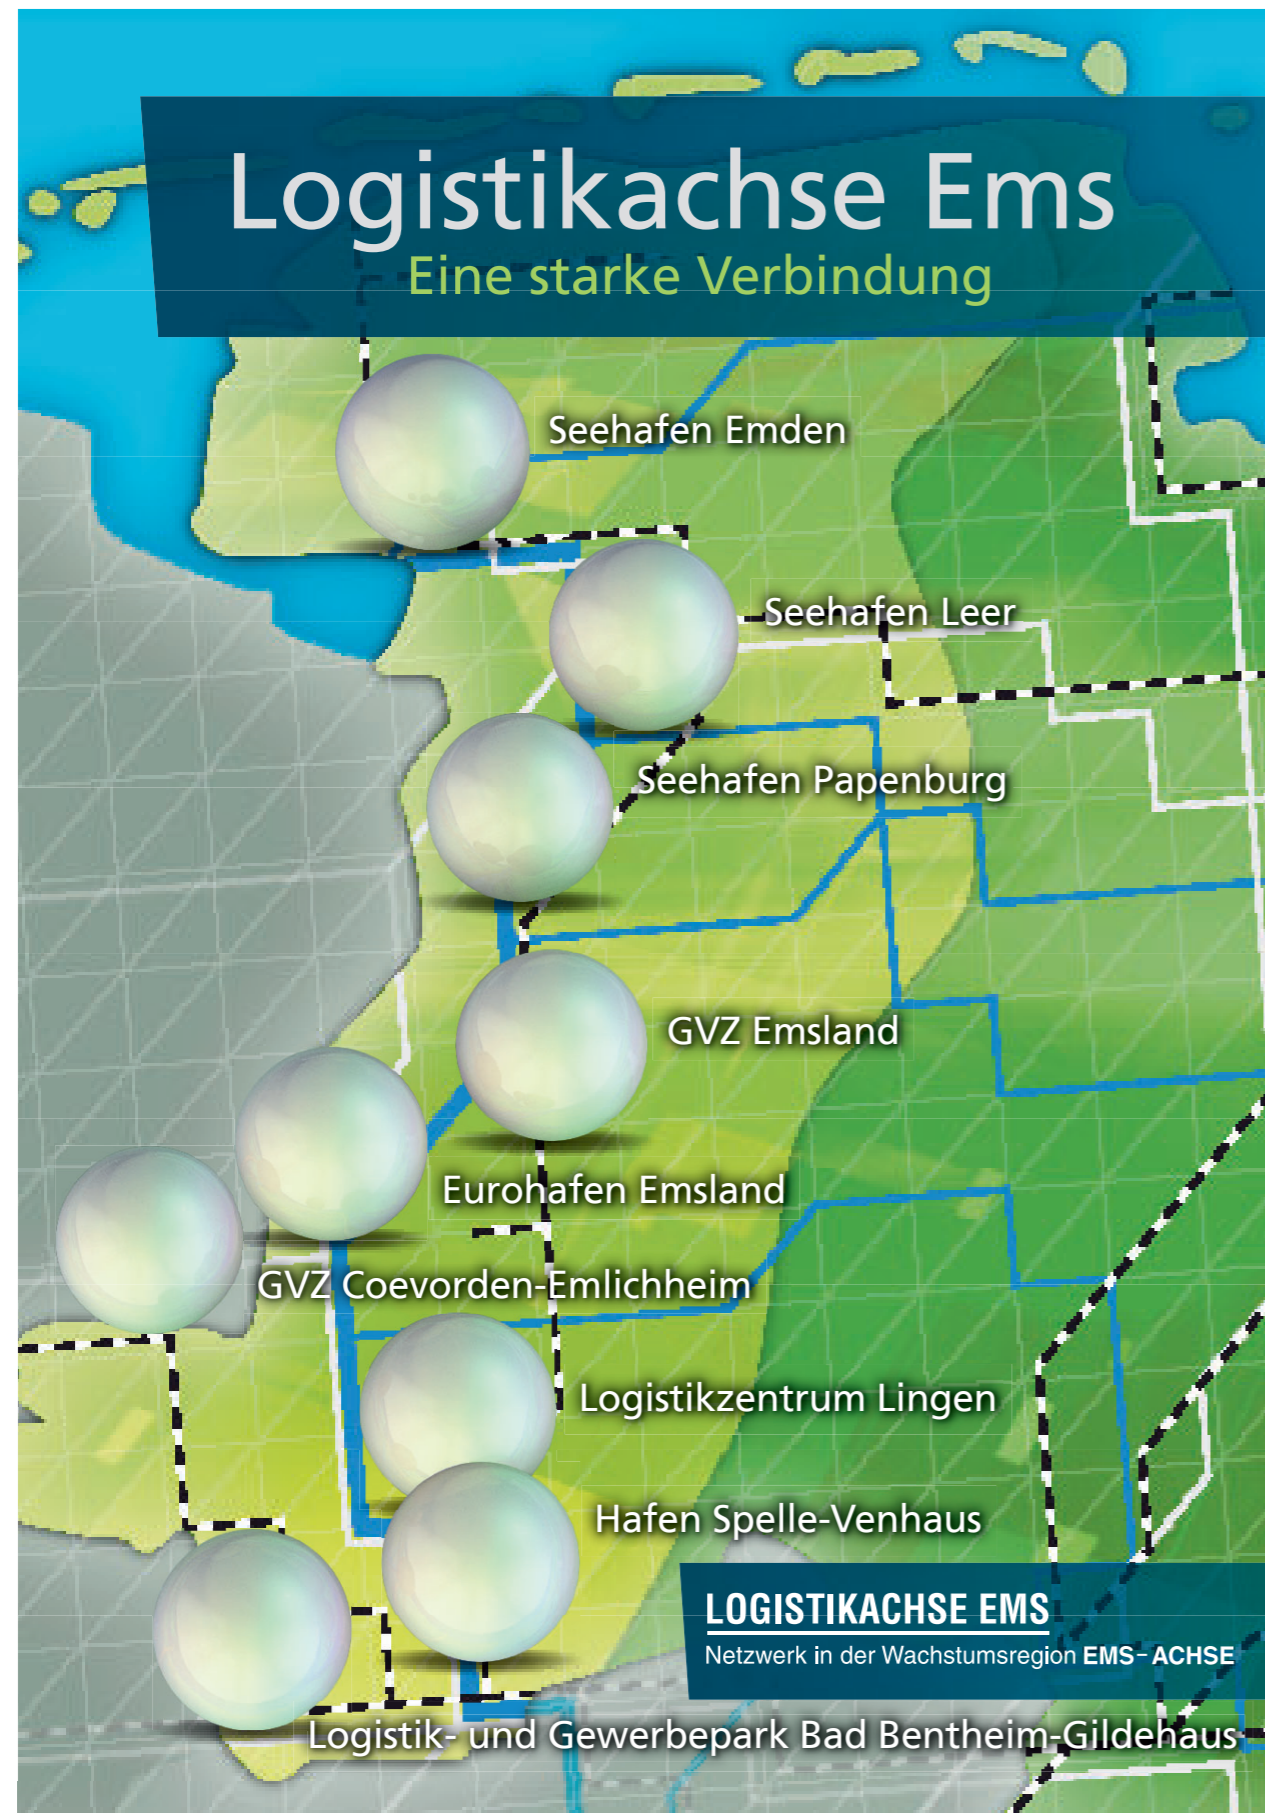 Logistikachse Ems
Eine starke Verbindung
Seehafen Emden
Seehafen Leer
Seehafen Papenburg
GVZ Emsland
Eurohafen Emsland
GVZ Coevorden-Emlichheim
Logistikzentrum Lingen
Hafen Spelle-Venhaus
LOGISTIKACHSE EMS
Netzwerk in der Wachstumsregion EMS-ACHSE
Logistik- und Gewerbepark Bad Bentheim-Gildehaus